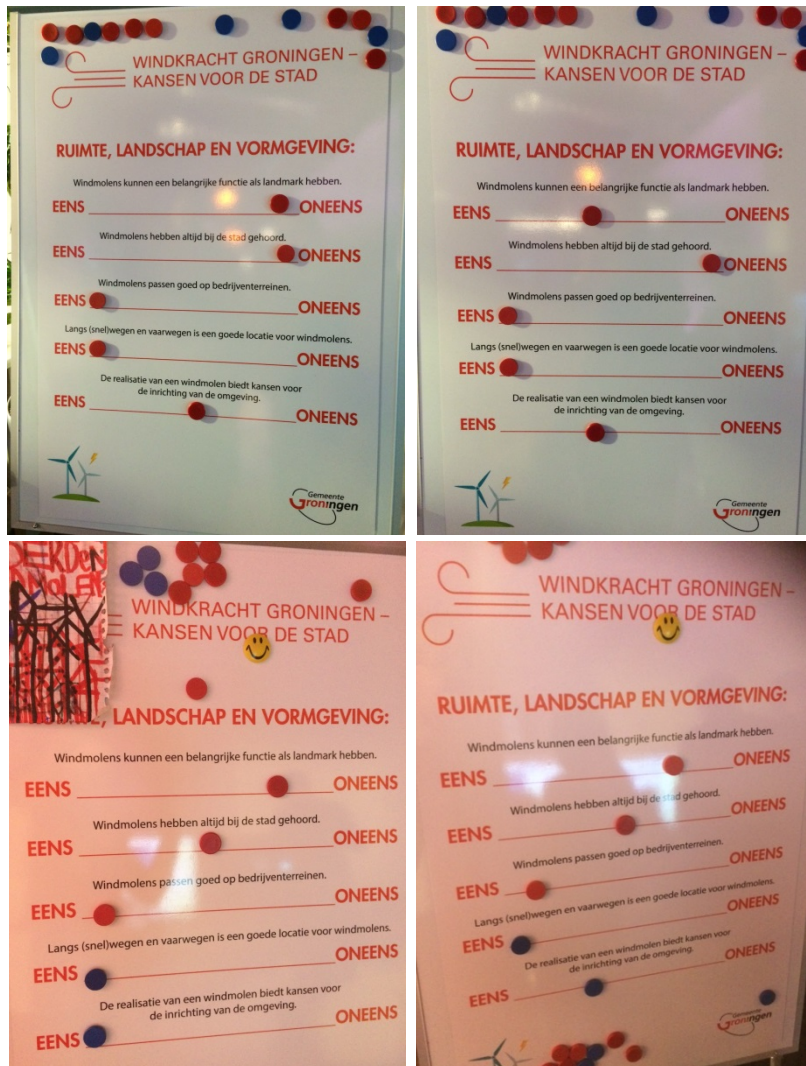 WINDKRACHT GRONINGEN –
KANSEN VOOR DE STAD
RUIMTE, LANDSCHAP EN VORMGEVING:
Windmolens kunnen een belangrijke functie als landmark hebben.
EENS ONEENS
Windmolens hebben altijd bij de stad gehoord.
EENS ONEENS
Windmolens passen goed op bedrijventerreinen.
EENS ONEENS
Langs (snel)wegen en vaarwegen is een goede locatie voor windmolens.
EENS ONEENS
De realisatie van een windmolen biedt kansen voor
de inrichting van de omgeving.
EENS ONEENS
Gemeente
Groningen
WINDKRACHT GRONINGEN –
KANSEN VOOR DE STAD
RUIMTE, LANDSCHAP EN VORMGEVING:
Windmolens kunnen een belangrijke functie als landmark hebben.
EENS ONEENS
Windmolens hebben altijd bij de stad gehoord.
EENS ONEENS
Windmolens passen goed op bedrijventerreinen.
EENS ONEENS
Langs (snel)wegen en vaarwegen is een goede locatie voor windmolens.
EENS ONEENS
De realisatie van een windmolen biedt kansen voor
de inrichting van de omgeving.
EENS ONEENS
Gemeente
Groningen
WINDKRACHT GRONINGEN –
KANSEN VOOR DE STAD
LANDSCHAP EN VORMGEVING:
Windmolens kunnen een belangrijke functie als landmark hebben.
EENS ONEENS
Windmolens hebben altijd bij de stad gehoord.
EENS ONEENS
Windmolens passen goed op bedrijventerreinen.
EENS ONEENS
Langs (snel)wegen en vaarwegen is een goede locatie voor windmolens.
EENS ONEENS
De realisatie van een windmolen biedt kansen voor
de inrichting van de omgeving.
EENS ONEENS
WINDKRACHT GRONINGEN –
KANSEN VOOR DE STAD
RUIMTE, LANDSCHAP EN VORMGEVING:
Windmolens kunnen een belangrijke functie als landmark hebben.
EENS ONEENS
Windmolens hebben altijd bij de stad gehoord.
EENS ONEENS
Windmolens passen goed op bedrijventerreinen.
EENS ONEENS
Langs (snel)wegen en vaarwegen is een goede locatie voor windmolens.
EENS ONEENS
De realisatie van een windmolen biedt kansen voor
de inrichting van de omgeving.
EENS ONEENS
Gemeente
Groningen